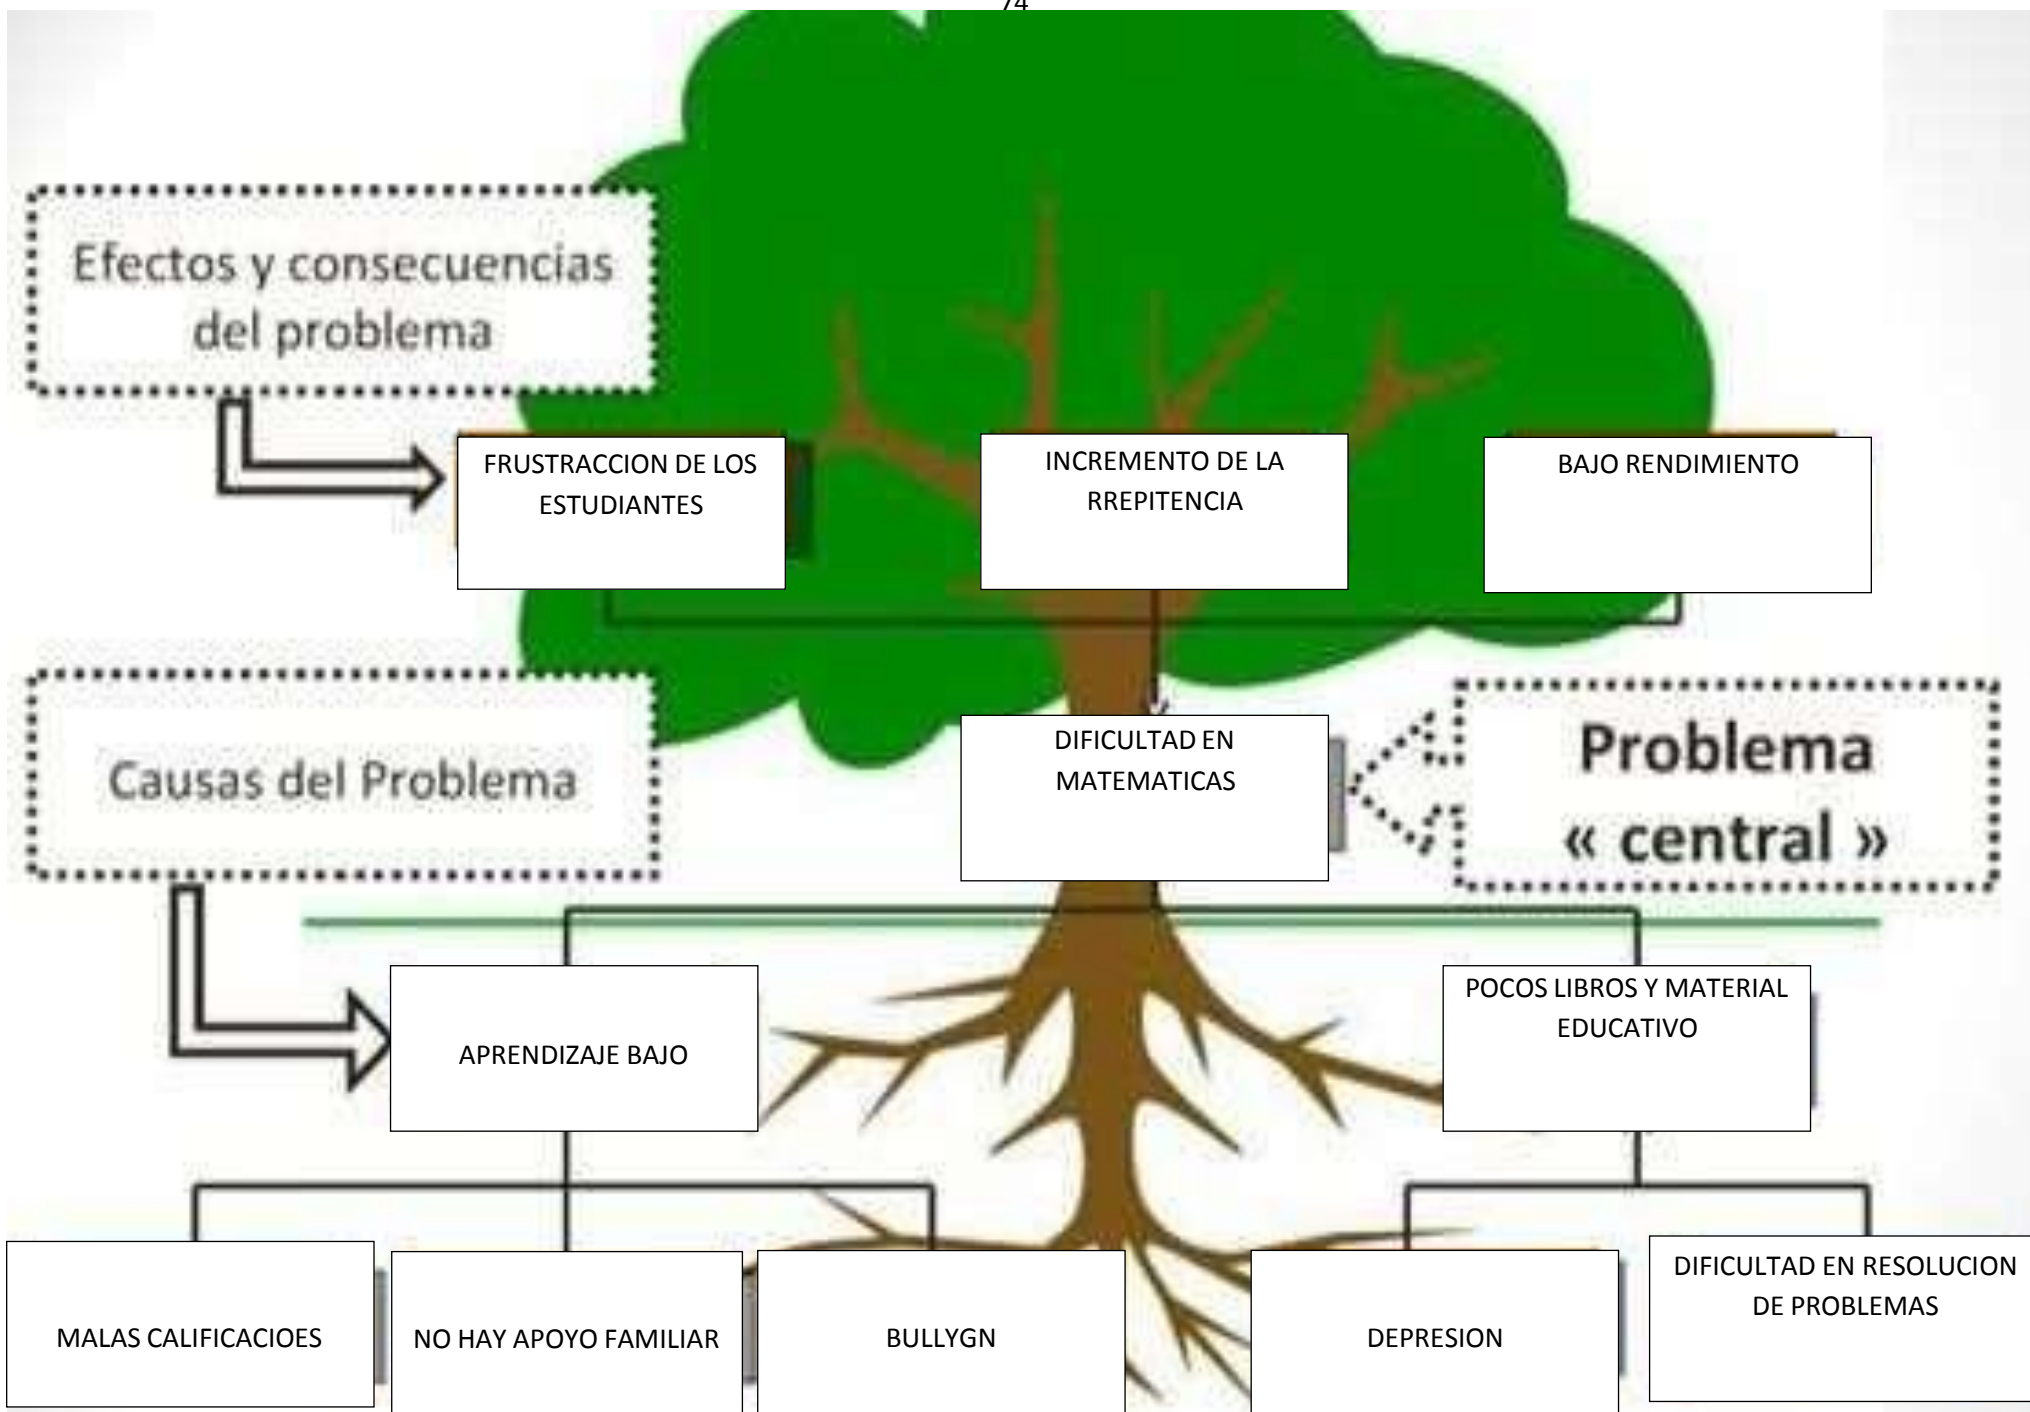 74
Efectos y consecuencias
del problema
FRUSTRACCION DE LOS
ESTUDIANTES
INCREMENTO DE LA
RREPITENCIA
BAJO RENDIMIENTO
Causas del Problema
DIFICULTAD EN
MATEMATICAS
Problema
« central »
APRENDIZAJE BAJO
POCOS LIBROS Y MATERIAL
EDUCATIVO
MALAS CALIFICACIOES
NO HAY APOYO FAMILIAR
BULLYGN
DEPRESION
DIFICULTAD EN RESOLUCION
DE PROBLEMAS